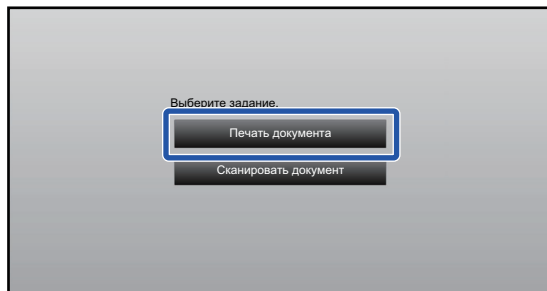 Выберите задание.
Печать документа
Сканировать документ